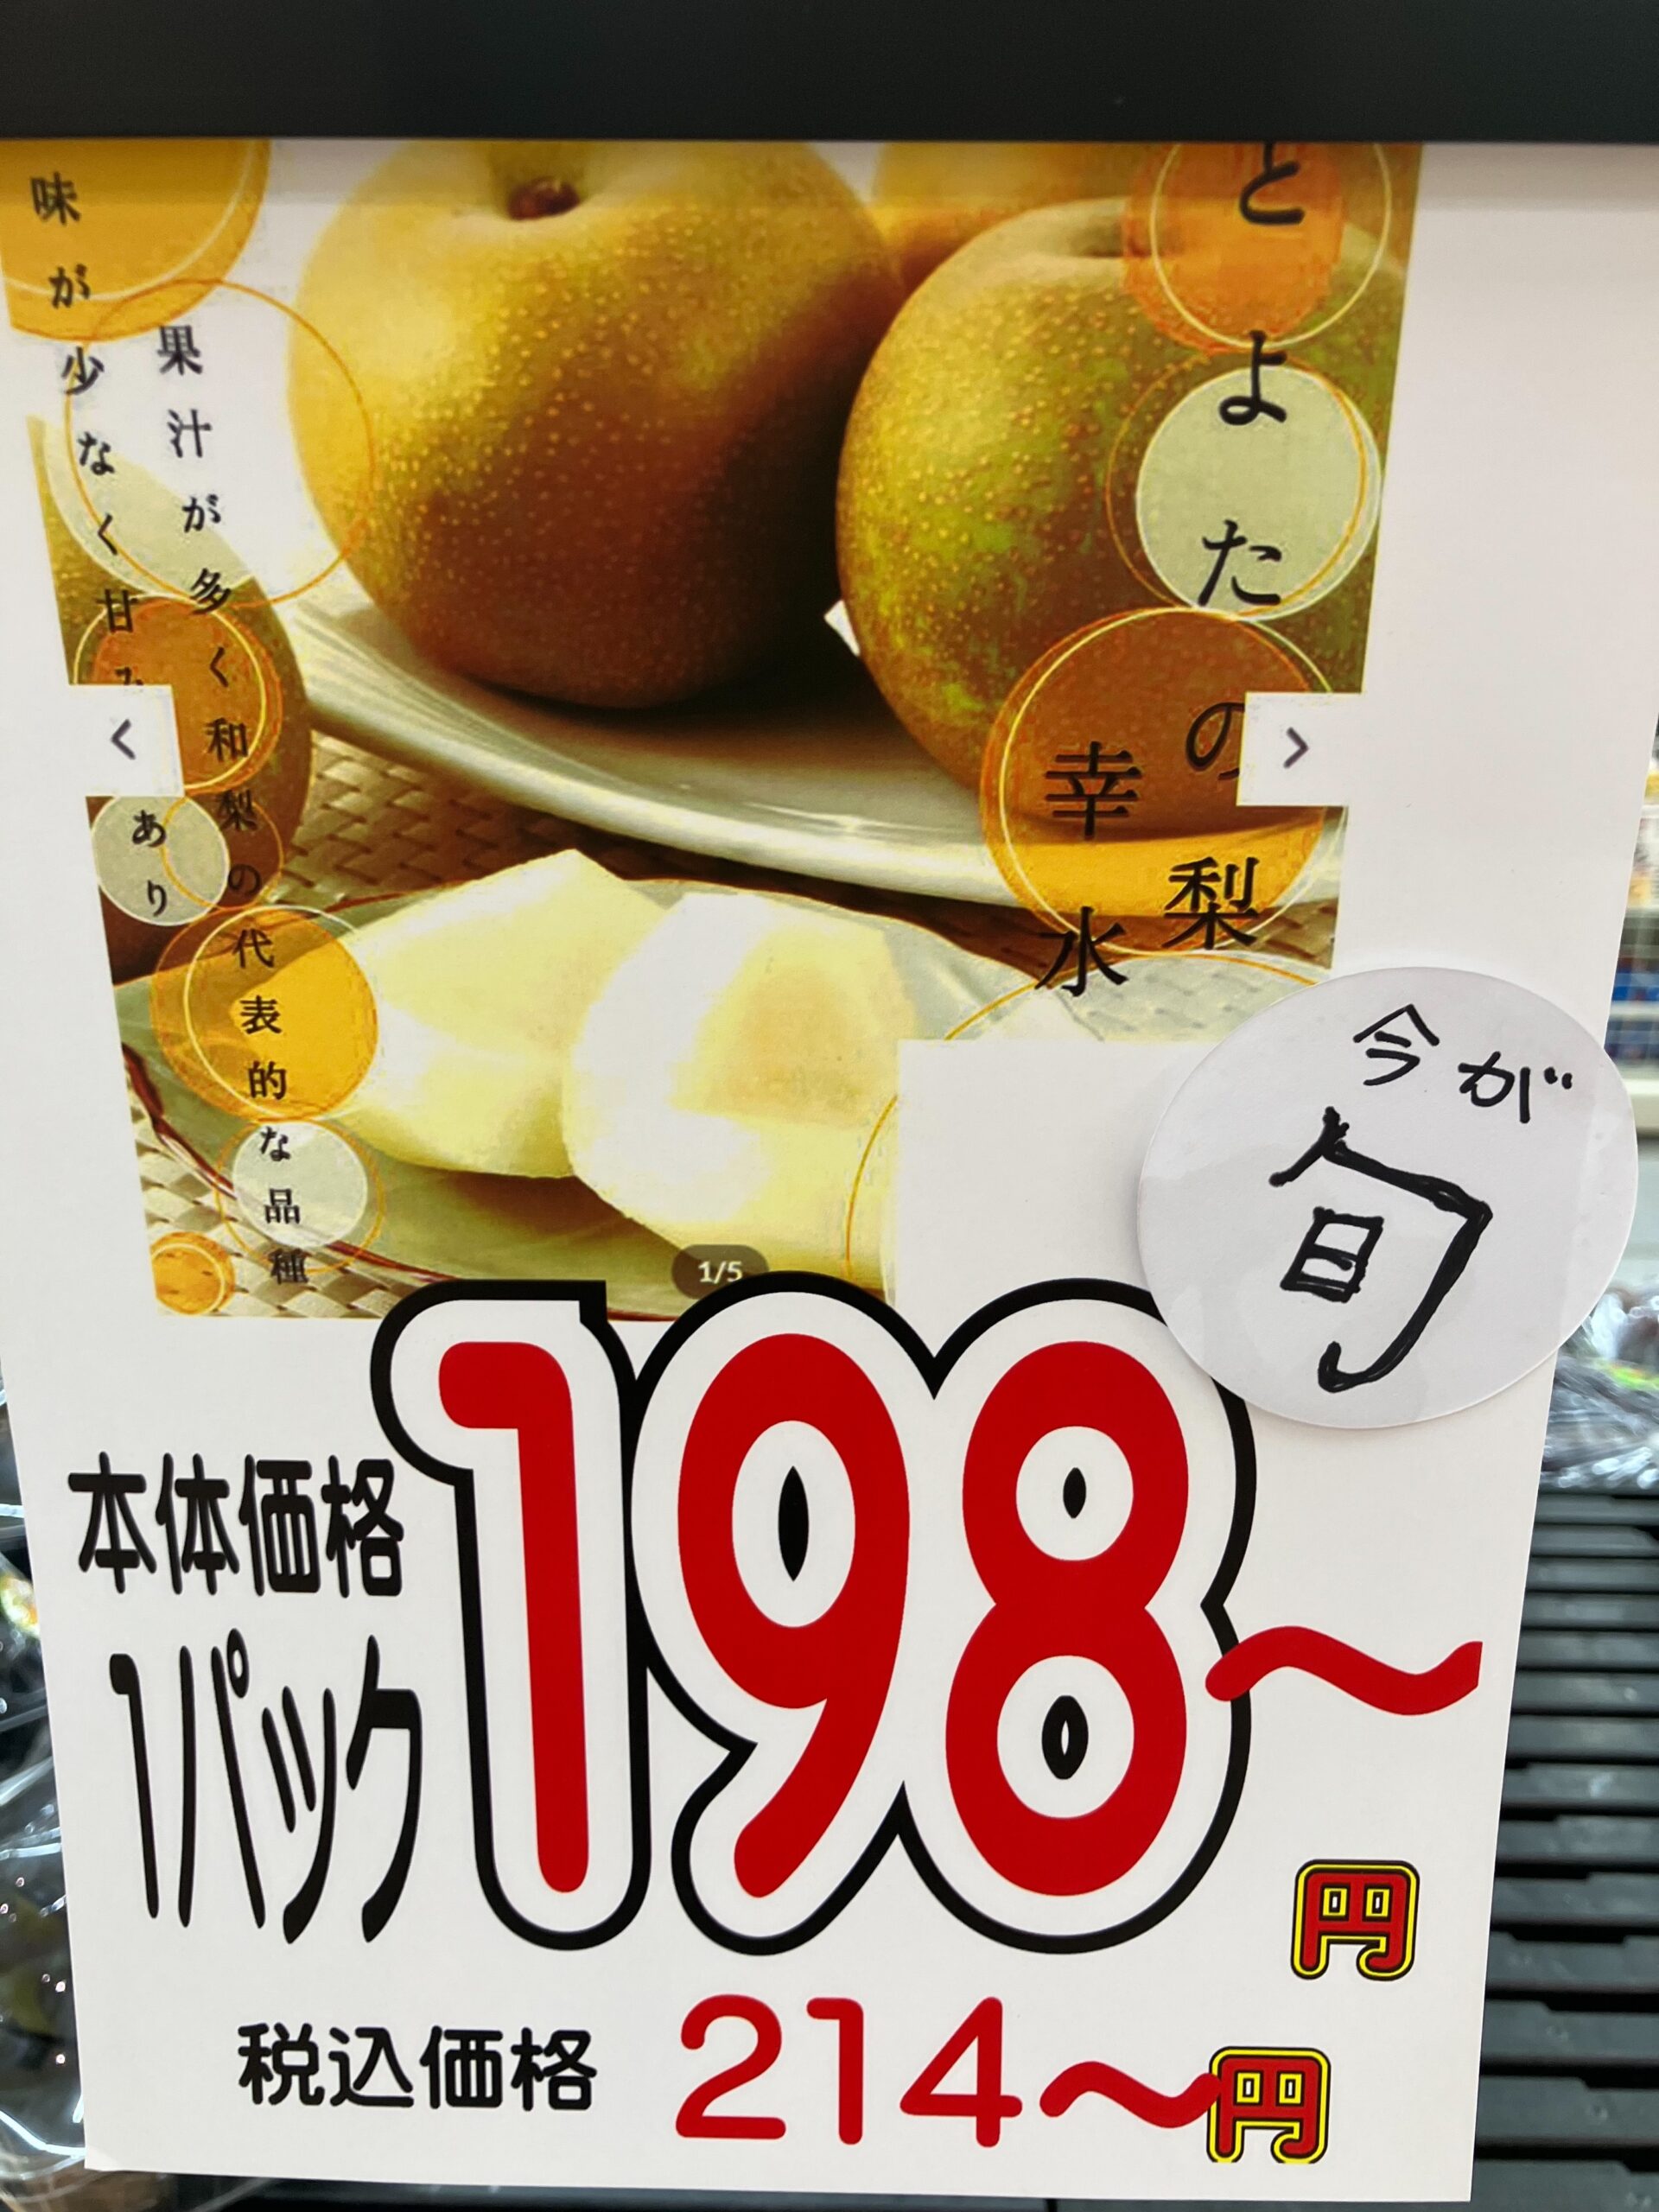 とよたの梨
幸水
果汁が多く和梨の代表的な品種
味が少なく甘みあり
<
>
1/5
今が
旬
本体価格
1パック
198~円
税込価格 214~円